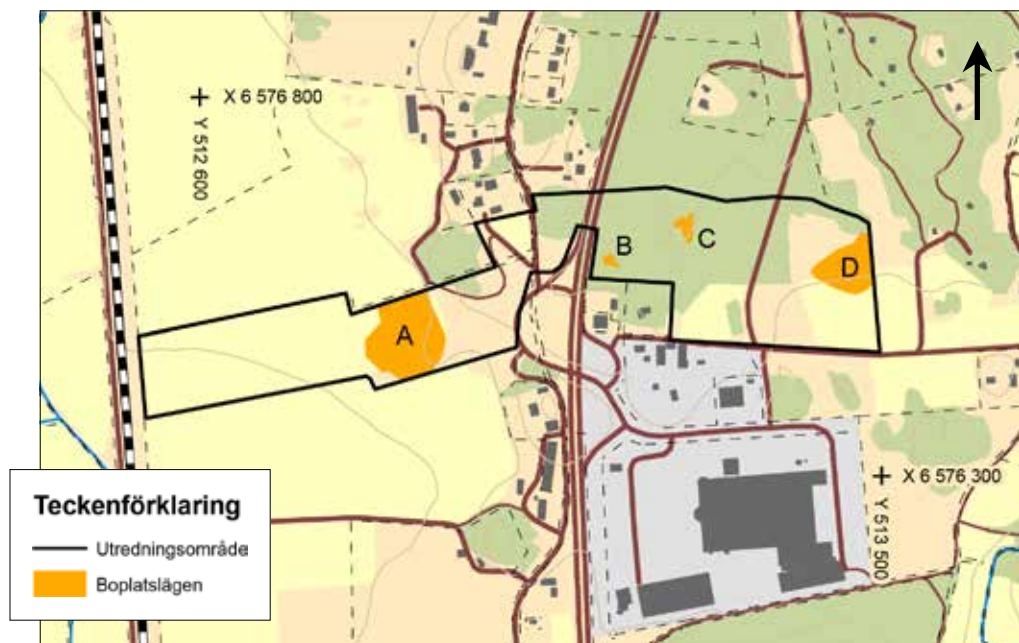 X 6 576 800
Y 512 600
A
B
C
D
X 6 576 300
Y 513 500
Teckenförklaring
Utredningsområde
Boplatslägen